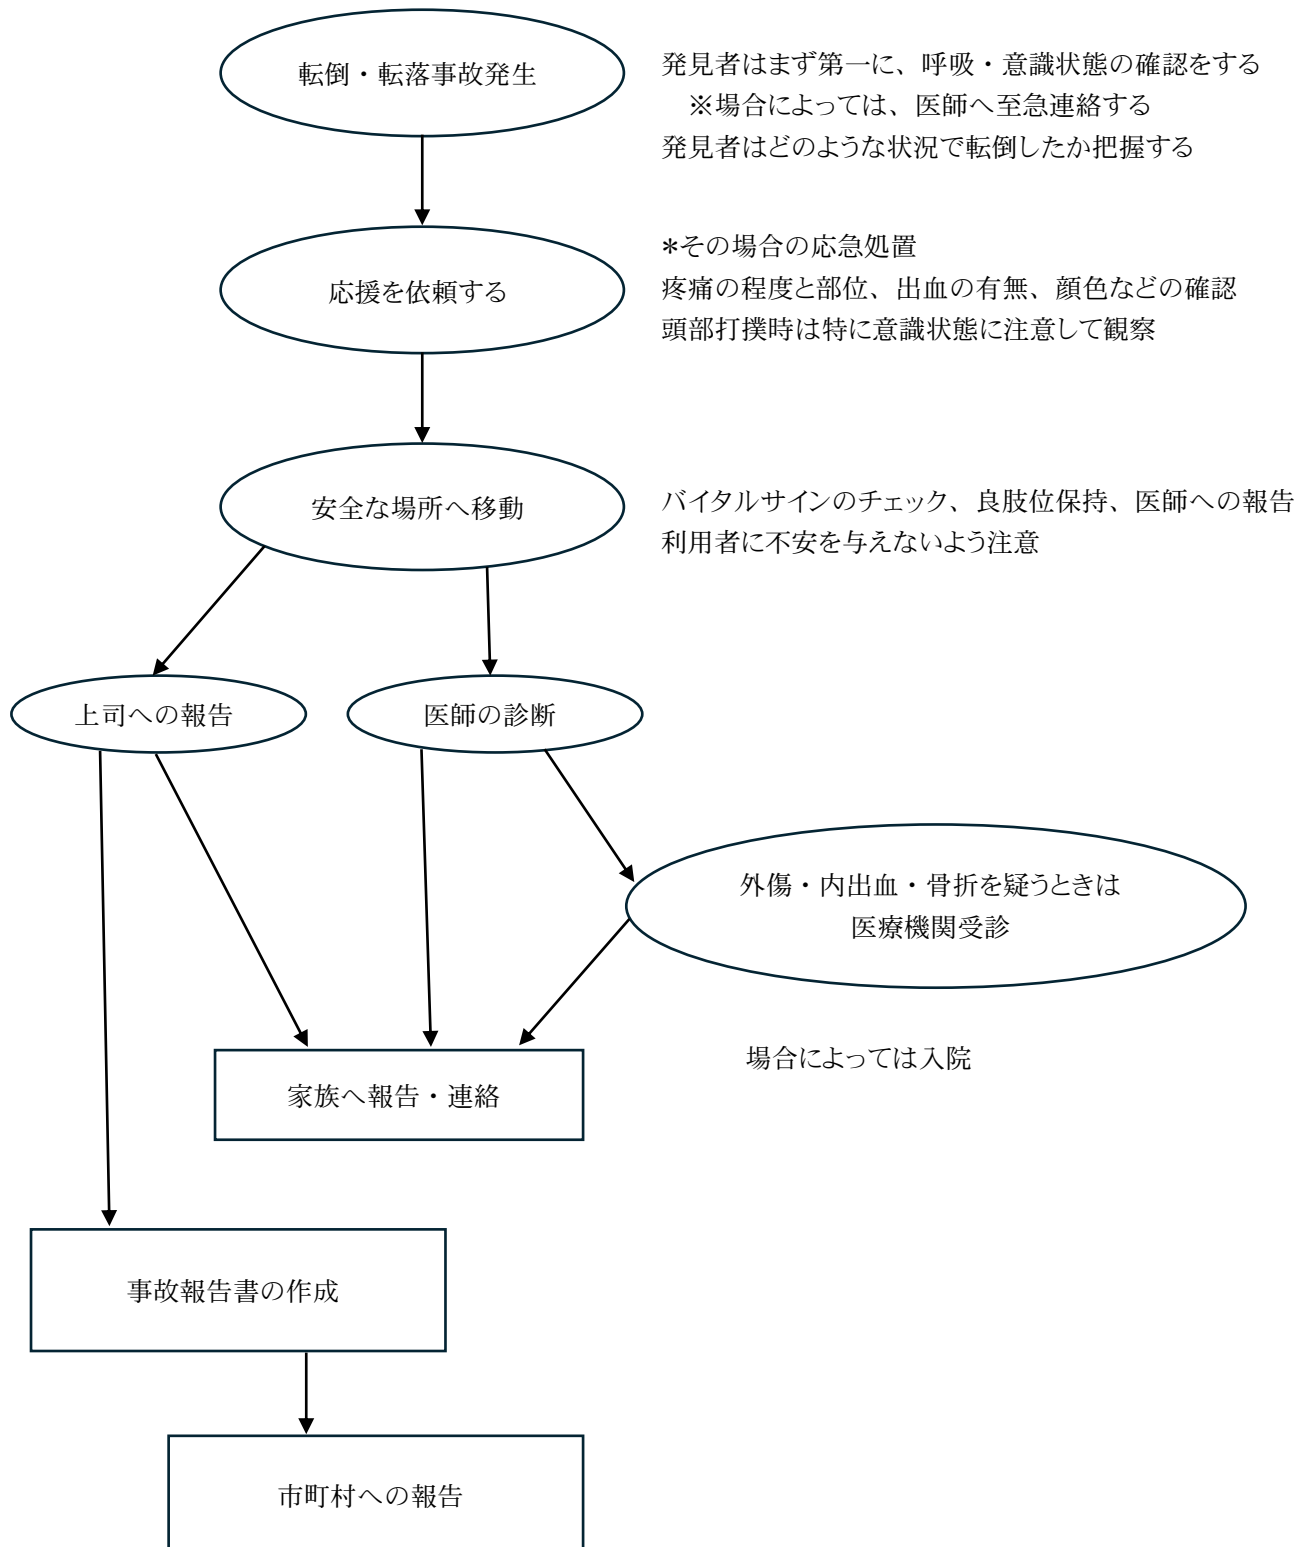 転倒・転落事故発生
発見者はまず第一に、呼吸・意識状態の確認をする
※場合によっては、医師へ至急連絡する
発見者はどのような状況で転倒したか把握する
応援を依頼する
*その場合の応急処置
疼痛の程度と部位、出血の有無、顔色などの確認
頭部打撲時は特に意識状態に注意して観察
安全な場所へ移動
バイタルサインのチェック、良肢位保持、医師への報告
利用者に不安を与えないよう注意
上司への報告
医師の診断
外傷・内出血・骨折を疑うときは
医療機関受診
場合によっては入院
家族へ報告・連絡
事故報告書の作成
市町村への報告